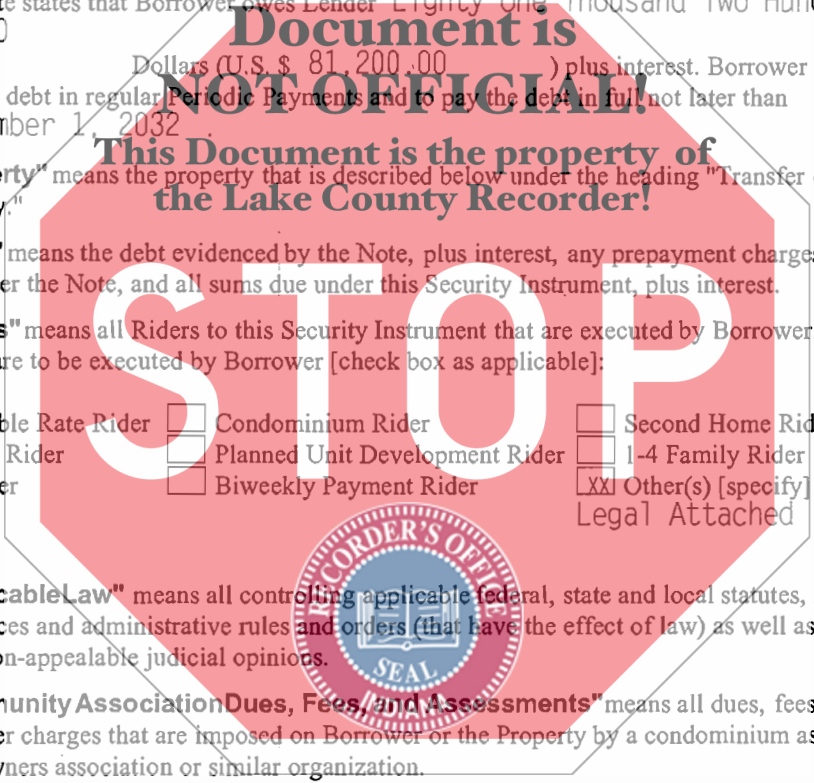 te states that Borrower owes Lender Eighty One Thousand Two Hun
Document is
Dollars (U.S. $ 81,200.00 ) plus interest. Borrower
NOT OFFICIAL!
debt in regular Periodic Payments and to pay the debt in full not later than
mber 1, 2032 .
This Document is the property of
rty" means the property that is described below under the heading "Transfer
y."
the Lake County Recorder!
" means the debt evidenced by the Note, plus interest, any prepayment charges
er the Note, and all sums due under this Security Instrument, plus interest.
STOP
s" means all Riders to this Security Instrument that are executed by Borrower
re to be executed by Borrower [check box as applicable]:
ble Rate Rider Condominium Rider Second Home Rid
Rider Planned Unit Development Rider 1-4 Family Rider
er Biweekly Payment Rider XX Other(s) [specify]
Legal Attached
RECORDER'S OFFICE
SEAL
INDIANA
cableLaw" means all controlling applicable federal, state and local statutes,
ces and administrative rules and orders (that have the effect of law) as well as
n-appealable judicial opinions.
unity Association Dues, Fees, and Assessments" means all dues, fees
er charges that are imposed on Borrower or the Property by a condominium as
ners association or similar organization.